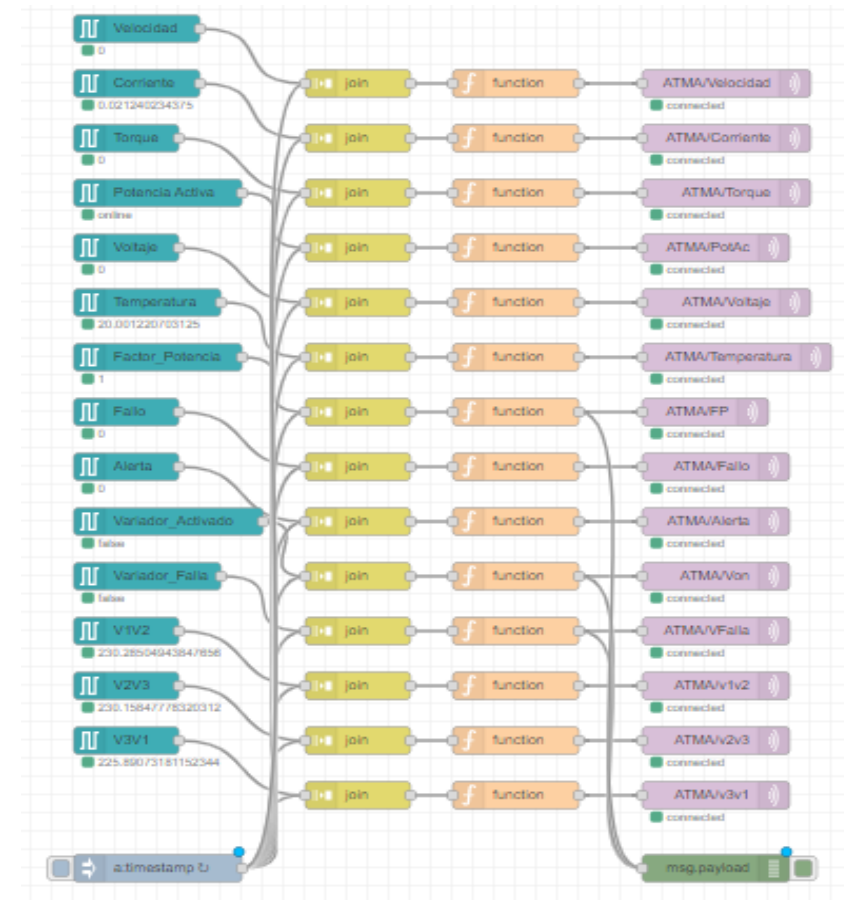 Velocidad
0
join function ATMA/Velocidad
Corriente connected
0.021240234375
join function ATMA/Corriente
Torque connected
0
join function ATMA/Torque
Potencia Activa connected
online
join function ATMA/PotAc
Voltaje connected
0
join function ATMA/Voltaje
Temperatura connected
20.001220703125
join function ATMA/Temperatura
Factor_Potencia connected
1
join function ATMA/FP
Fallo connected
0
join function ATMA/Fallo
Alerta connected
0
join function ATMA/Alerta
Variador_Activado connected
false
join function ATMA/Von
Variador_Falla connected
false
join function ATMA/VFalla
V1V2 connected
230.28504943847656
join function ATMA/v1v2
V2V3 connected
230.15847778320312
join function ATMA/v2v3
V3V1 connected
225.89073181152344
join function ATMA/v3v1
connected
a:timestamp ↻ msg.payload